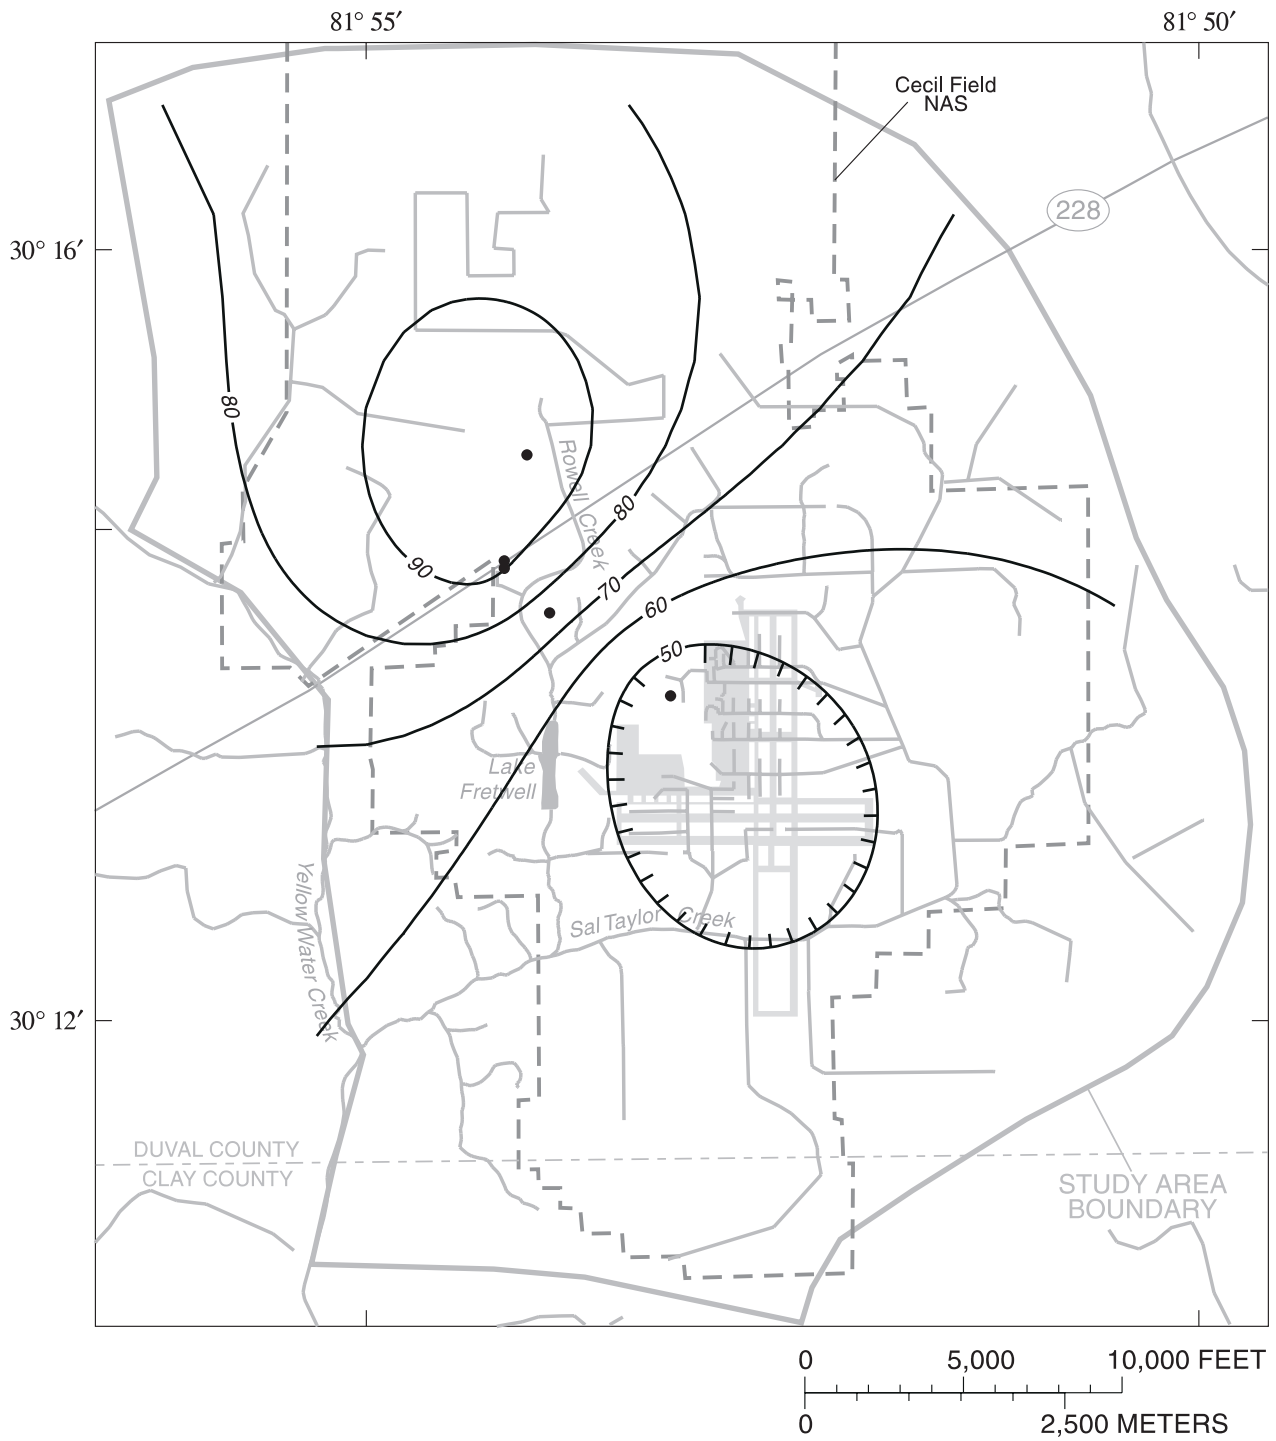 81° 55′
81° 50′
Cecil Field
NAS
228
30° 16′
80
Rowell Creek
80
90
70
60
50
Lake
Fretwell
Yellow Water Creek
Sal Taylor Creek
30° 12′
DUVAL COUNTY
CLAY COUNTY
STUDY AREA
BOUNDARY
0 5,000 10,000 FEET
0 2,500 METERS